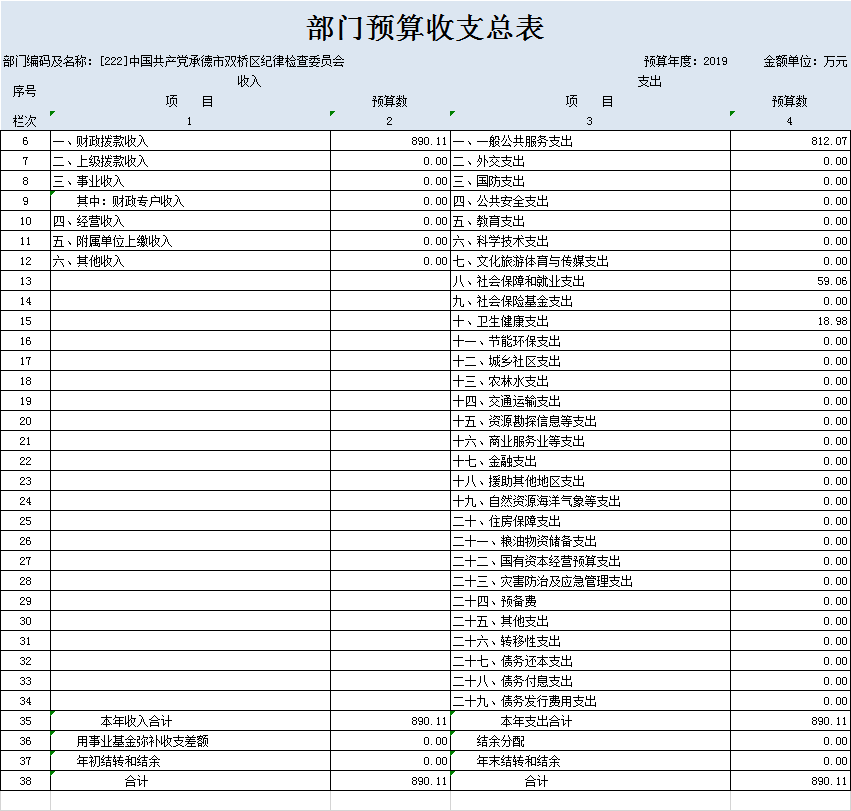 部门预算收支总表
部门编码及名称：[222]中国共产党承德市双桥区纪律检查委员会 预算年度：2019 金额单位：万元
序号 收入 支出
项 目 预算数 项 目 预算数
栏次 1 2 3 4
6 一、财政拨款收入 890.11 一、一般公共服务支出 812.07
7 二、上级拨款收入 0.00 二、外交支出 0.00
8 三、事业收入 0.00 三、国防支出 0.00
9 其中：财政专户收入 0.00 四、公共安全支出 0.00
10 四、经营收入 0.00 五、教育支出 0.00
11 五、附属单位上缴收入 0.00 六、科学技术支出 0.00
12 六、其他收入 0.00 七、文化旅游体育与传媒支出 0.00
13 八、社会保障和就业支出 59.06
14 九、社会保险基金支出 0.00
15 十、卫生健康支出 18.98
16 十一、节能环保支出 0.00
17 十二、城乡社区支出 0.00
18 十三、农林水支出 0.00
19 十四、交通运输支出 0.00
20 十五、资源勘探信息等支出 0.00
21 十六、商业服务业等支出 0.00
22 十七、金融支出 0.00
23 十八、援助其他地区支出 0.00
24 十九、自然资源海洋气象等支出 0.00
25 二十、住房保障支出 0.00
26 二十一、粮油物资储备支出 0.00
27 二十二、国有资本经营预算支出 0.00
28 二十三、灾害防治及应急管理支出 0.00
29 二十四、预备费 0.00
30 二十五、其他支出 0.00
31 二十六、转移性支出 0.00
32 二十七、债务还本支出 0.00
33 二十八、债务付息支出 0.00
34 二十九、债务发行费用支出 0.00
35 本年收入合计 890.11 本年支出合计 890.11
36 用事业基金弥补收支差额 0.00 结余分配 0.00
37 年初结转和结余 0.00 年末结转和结余 0.00
38 合计 890.11 合计 890.11